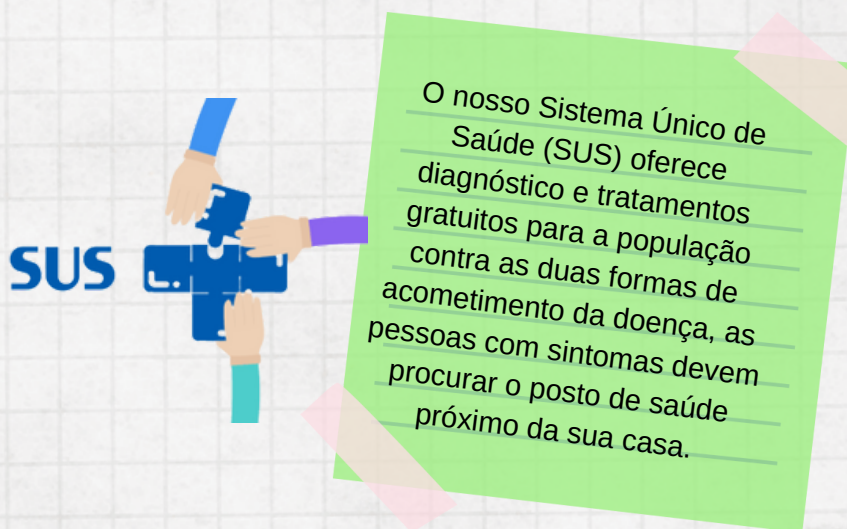 SUS
O nosso Sistema Único de
Saúde (SUS) oferece
diagnóstico e tratamentos
gratuitos para a população
contra as duas formas de
acometimento da doença, as
pessoas com sintomas devem
procurar o posto de saúde
próximo da sua casa.